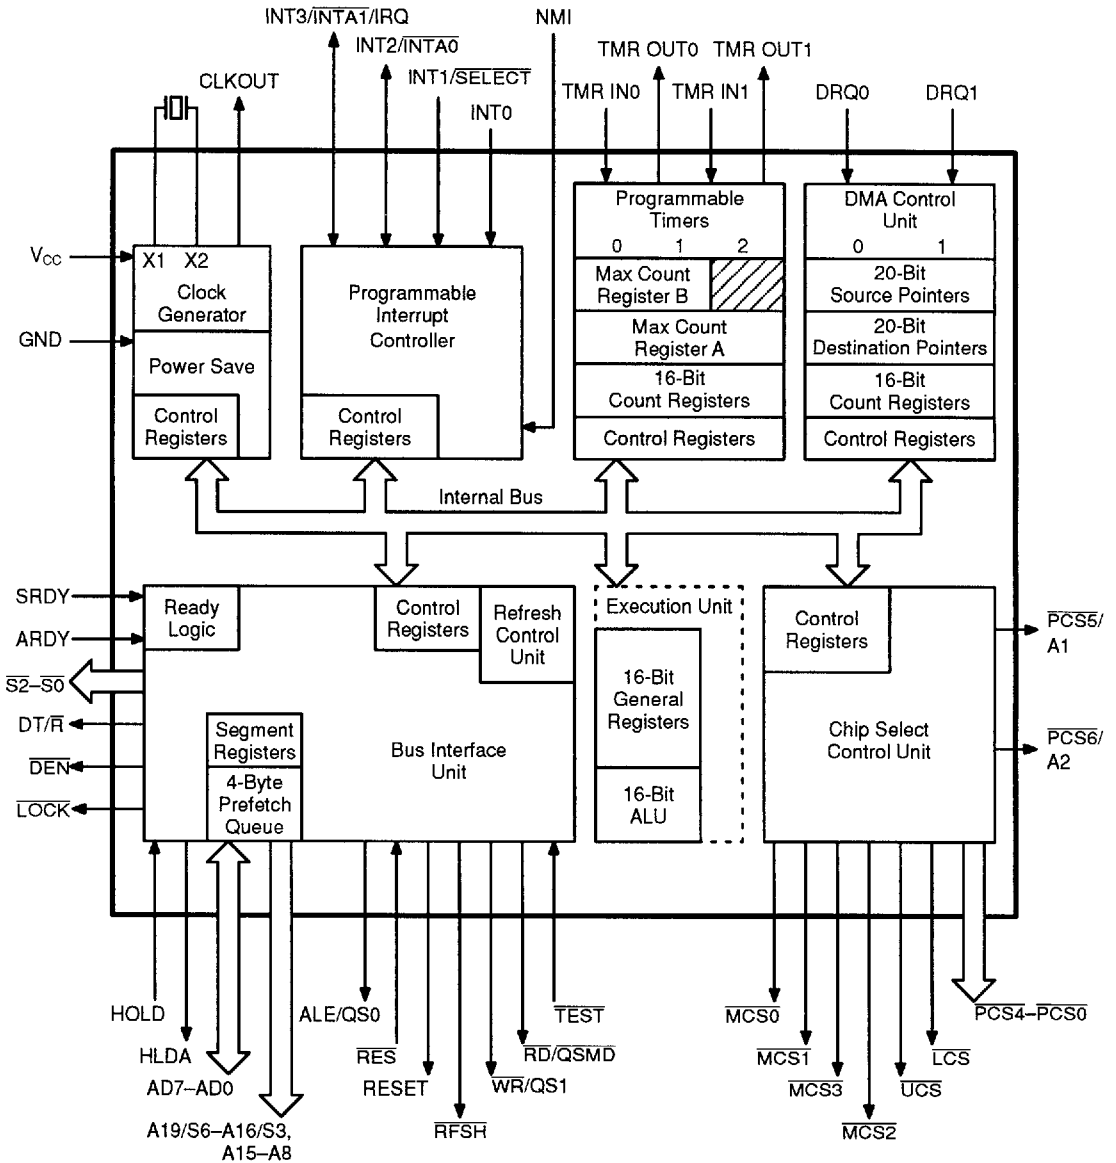 INT3/INTA1/IRQ
NMI
INT2/INTA0
TMR OUT0 TMR OUT1
CLKOUT
INT1/SELECT
TMR IN0 TMR IN1
DRQ0 DRQ1
INT0
Programmable
Timers
0 1 2
Max Count
Register B
Max Count
Register A
16-Bit
Count Registers
Control Registers
DMA Control
Unit
0 1
20-Bit
Source Pointers
20-Bit
Destination Pointers
16-Bit
Count Registers
Control Registers
VCC
GND
X1 X2
Clock
Generator
Power Save
Control
Registers
Programmable
Interrupt
Controller
Control
Registers
Internal Bus
SRDY
ARDY
S2–S0
DT/R
DEN
LOCK
Ready
Logic
Control
Registers
Refresh
Control
Unit
Segment
Registers
4-Byte
Prefetch
Queue
Bus Interface
Unit
Execution Unit
16-Bit
General
Registers
16-Bit
ALU
Control
Registers
Chip Select
Control Unit
PCS5/
A1
PCS6/
A2
HOLD
HLDA
AD7–AD0
A19/S6–A16/S3,
A15–A8
ALE/QS0
RES
RESET
RFSH
WR/QS1
RD/QSMD
TEST
MCS0
MCS1
MCS3
MCS2
UCS
LCS
PCS4–PCS0